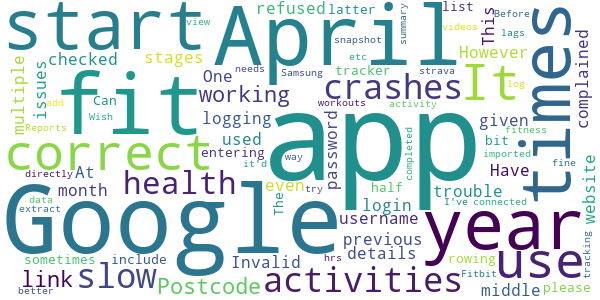 start April times It
refused latter list
checked stages
tracker However This
summary
Before view videos lags
snapshot etc
needs Samsung strava
multiple issues fit
crashes complained
One working
logging used
workouts log add
Can bit given
Reports Wish
activity fitness
app
correct
entering way it'd
password
completed
imported fine
directly At even The try half
trouble website
month health
data extract
login I've connected
Have
Google year use
username previous
details rowing
sometimes include Invalid
hrs Fitbit tracking
link slow Postcode
activities
middle please
better